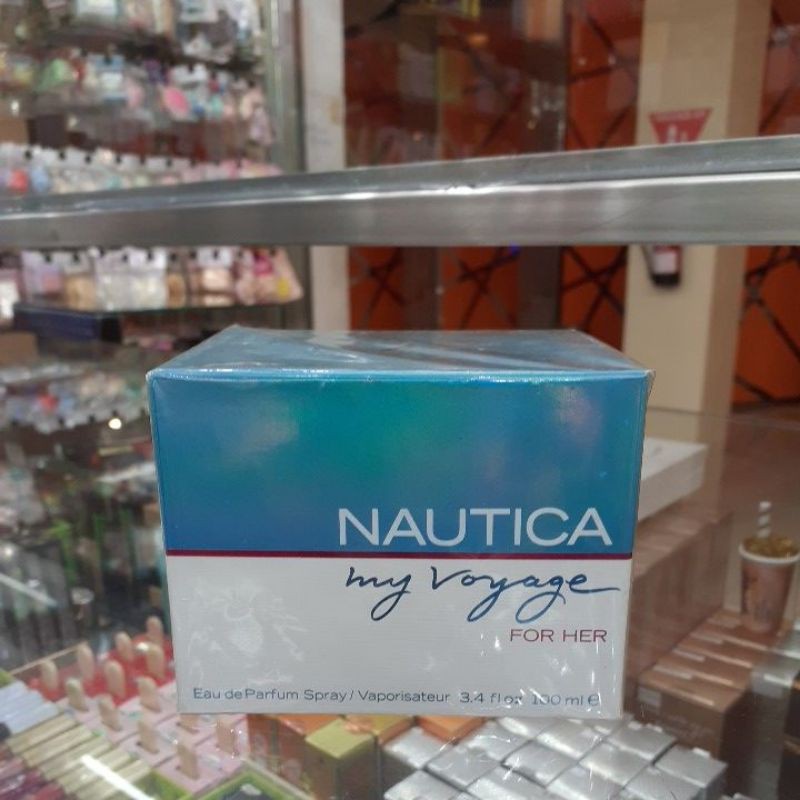 NAUTICA
my voyage
FOR HER
Eau de Parfum Spray / Vaporisateur 3.4 fl oz 100 ml e